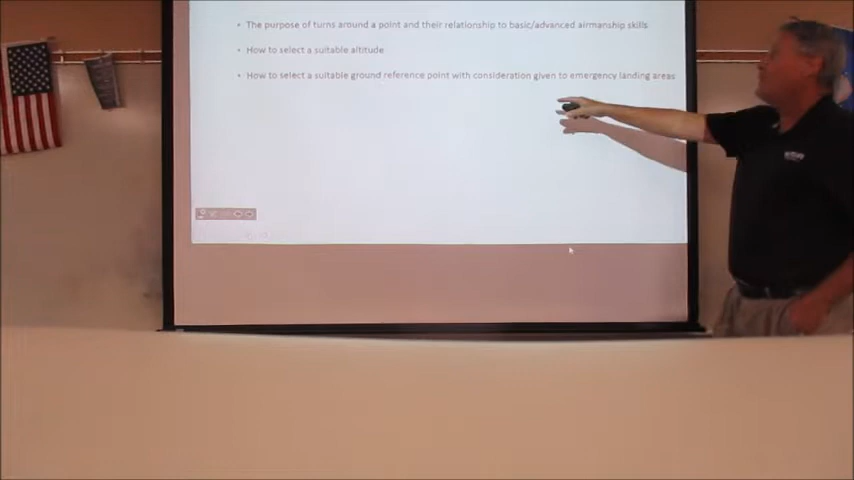 • The purpose of turns around a point and their relationship to basic/advanced airmanship skills
• How to select a suitable altitude
• How to select a suitable ground reference point with consideration given to emergency landing areas